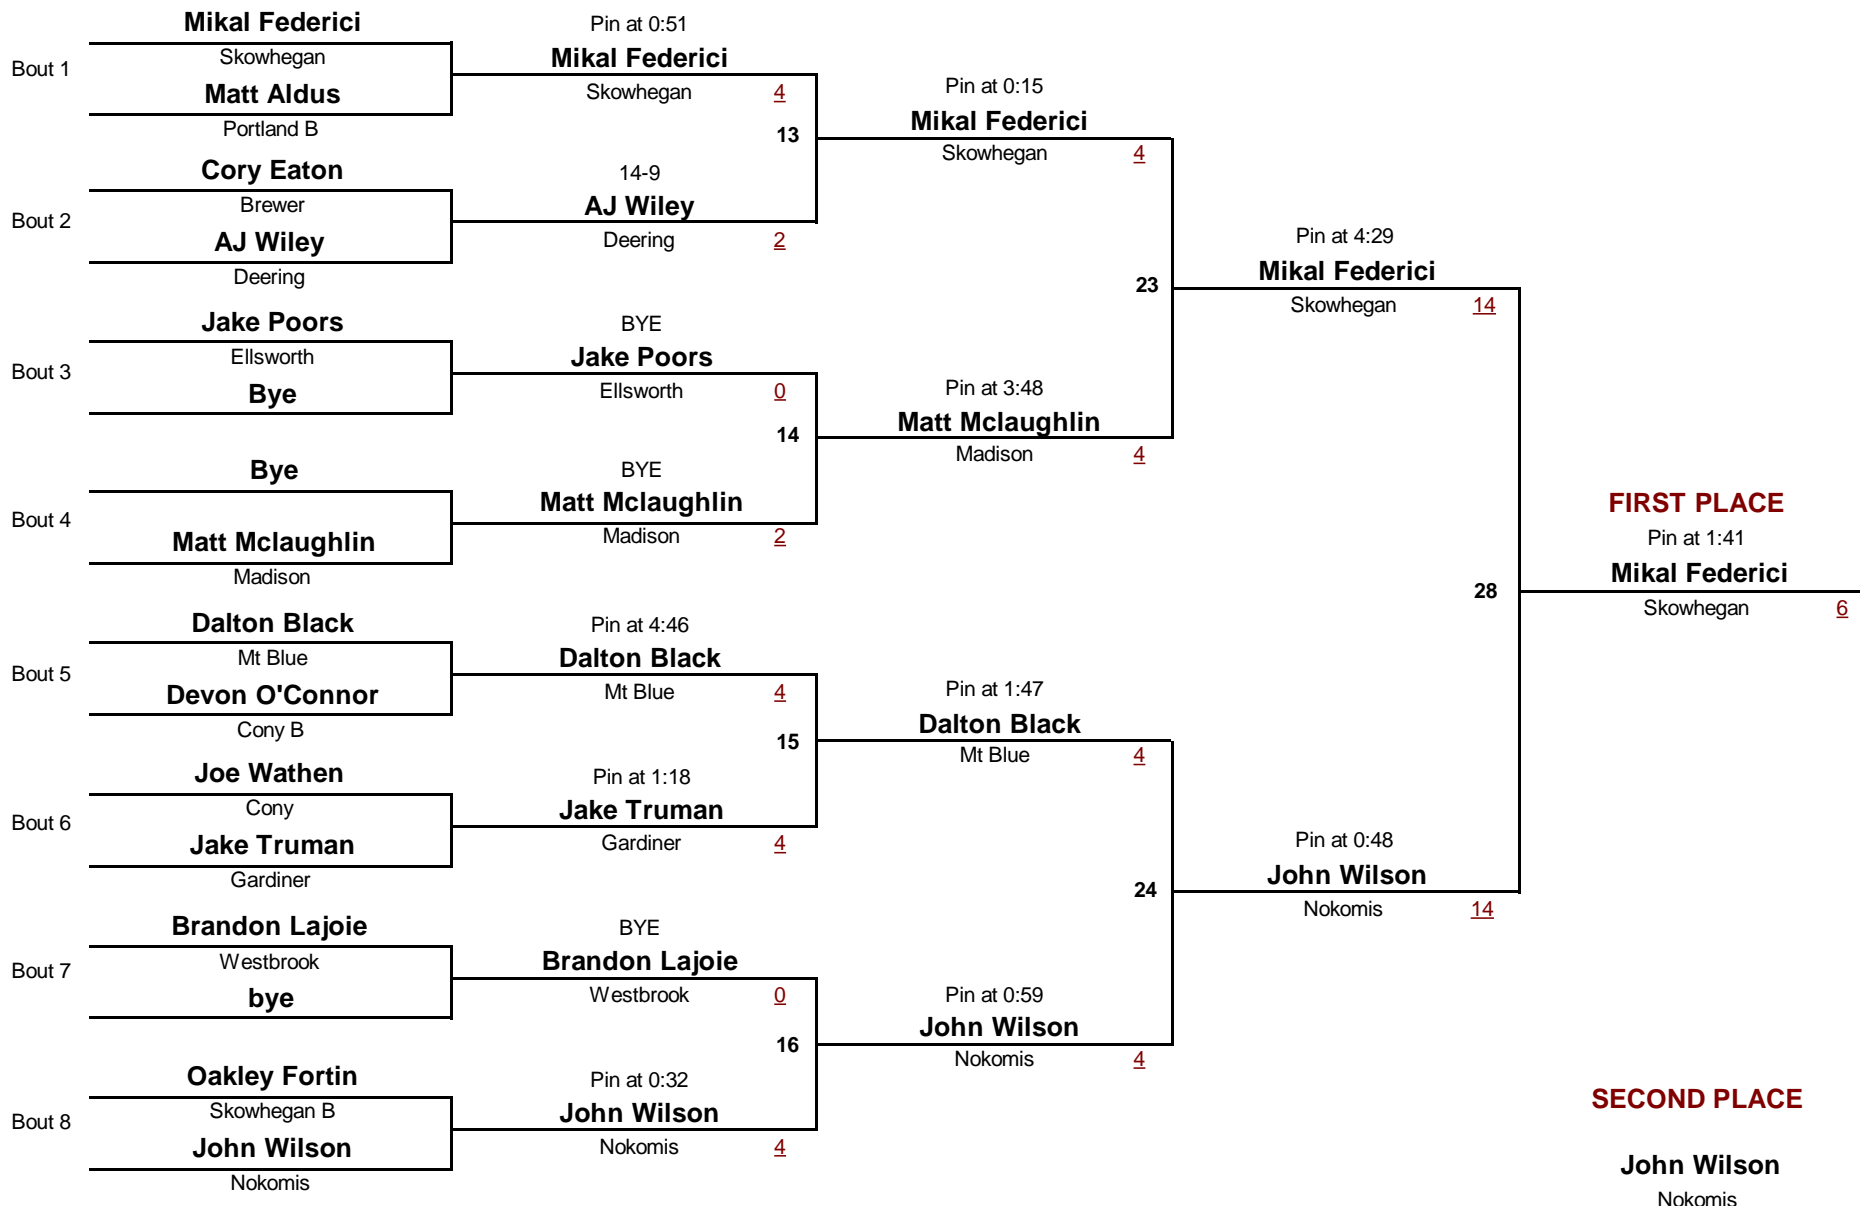 Mikal Federici
Bout 1
Skowhegan
Matt Aldus
Portland B
Cory Eaton
Bout 2
Brewer
AJ Wiley
Deering
Jake Poors
Bout 3
Ellsworth
Bye
Bye
Bout 4
Matt Mclaughlin
Madison
Dalton Black
Bout 5
Mt Blue
Devon O'Connor
Cony B
Joe Wathen
Bout 6
Cony
Jake Truman
Gardiner
Brandon Lajoie
Bout 7
Westbrook
bye
Oakley Fortin
Bout 8
Skowhegan B
John Wilson
Nokomis
Pin at 0:51
Mikal Federici
Skowhegan 4
13
14-9
AJ Wiley
Deering 2
BYE
Jake Poors
Ellsworth 0
14
BYE
Matt Mclaughlin
Madison 2
Pin at 4:46
Dalton Black
Mt Blue 4
15
Pin at 1:18
Jake Truman
Gardiner 4
BYE
Brandon Lajoie
Westbrook 0
16
Pin at 0:32
John Wilson
Nokomis 4
Pin at 0:15
Mikal Federici
Skowhegan 4
23
Pin at 3:48
Matt Mclaughlin
Madison 4
Pin at 1:47
Dalton Black
Mt Blue 4
24
Pin at 0:59
John Wilson
Nokomis 4
Pin at 4:29
Mikal Federici
Skowhegan 14
28
Pin at 0:48
John Wilson
Nokomis 14
FIRST PLACE
Pin at 1:41
Mikal Federici
Skowhegan 6
SECOND PLACE
John Wilson
Nokomis